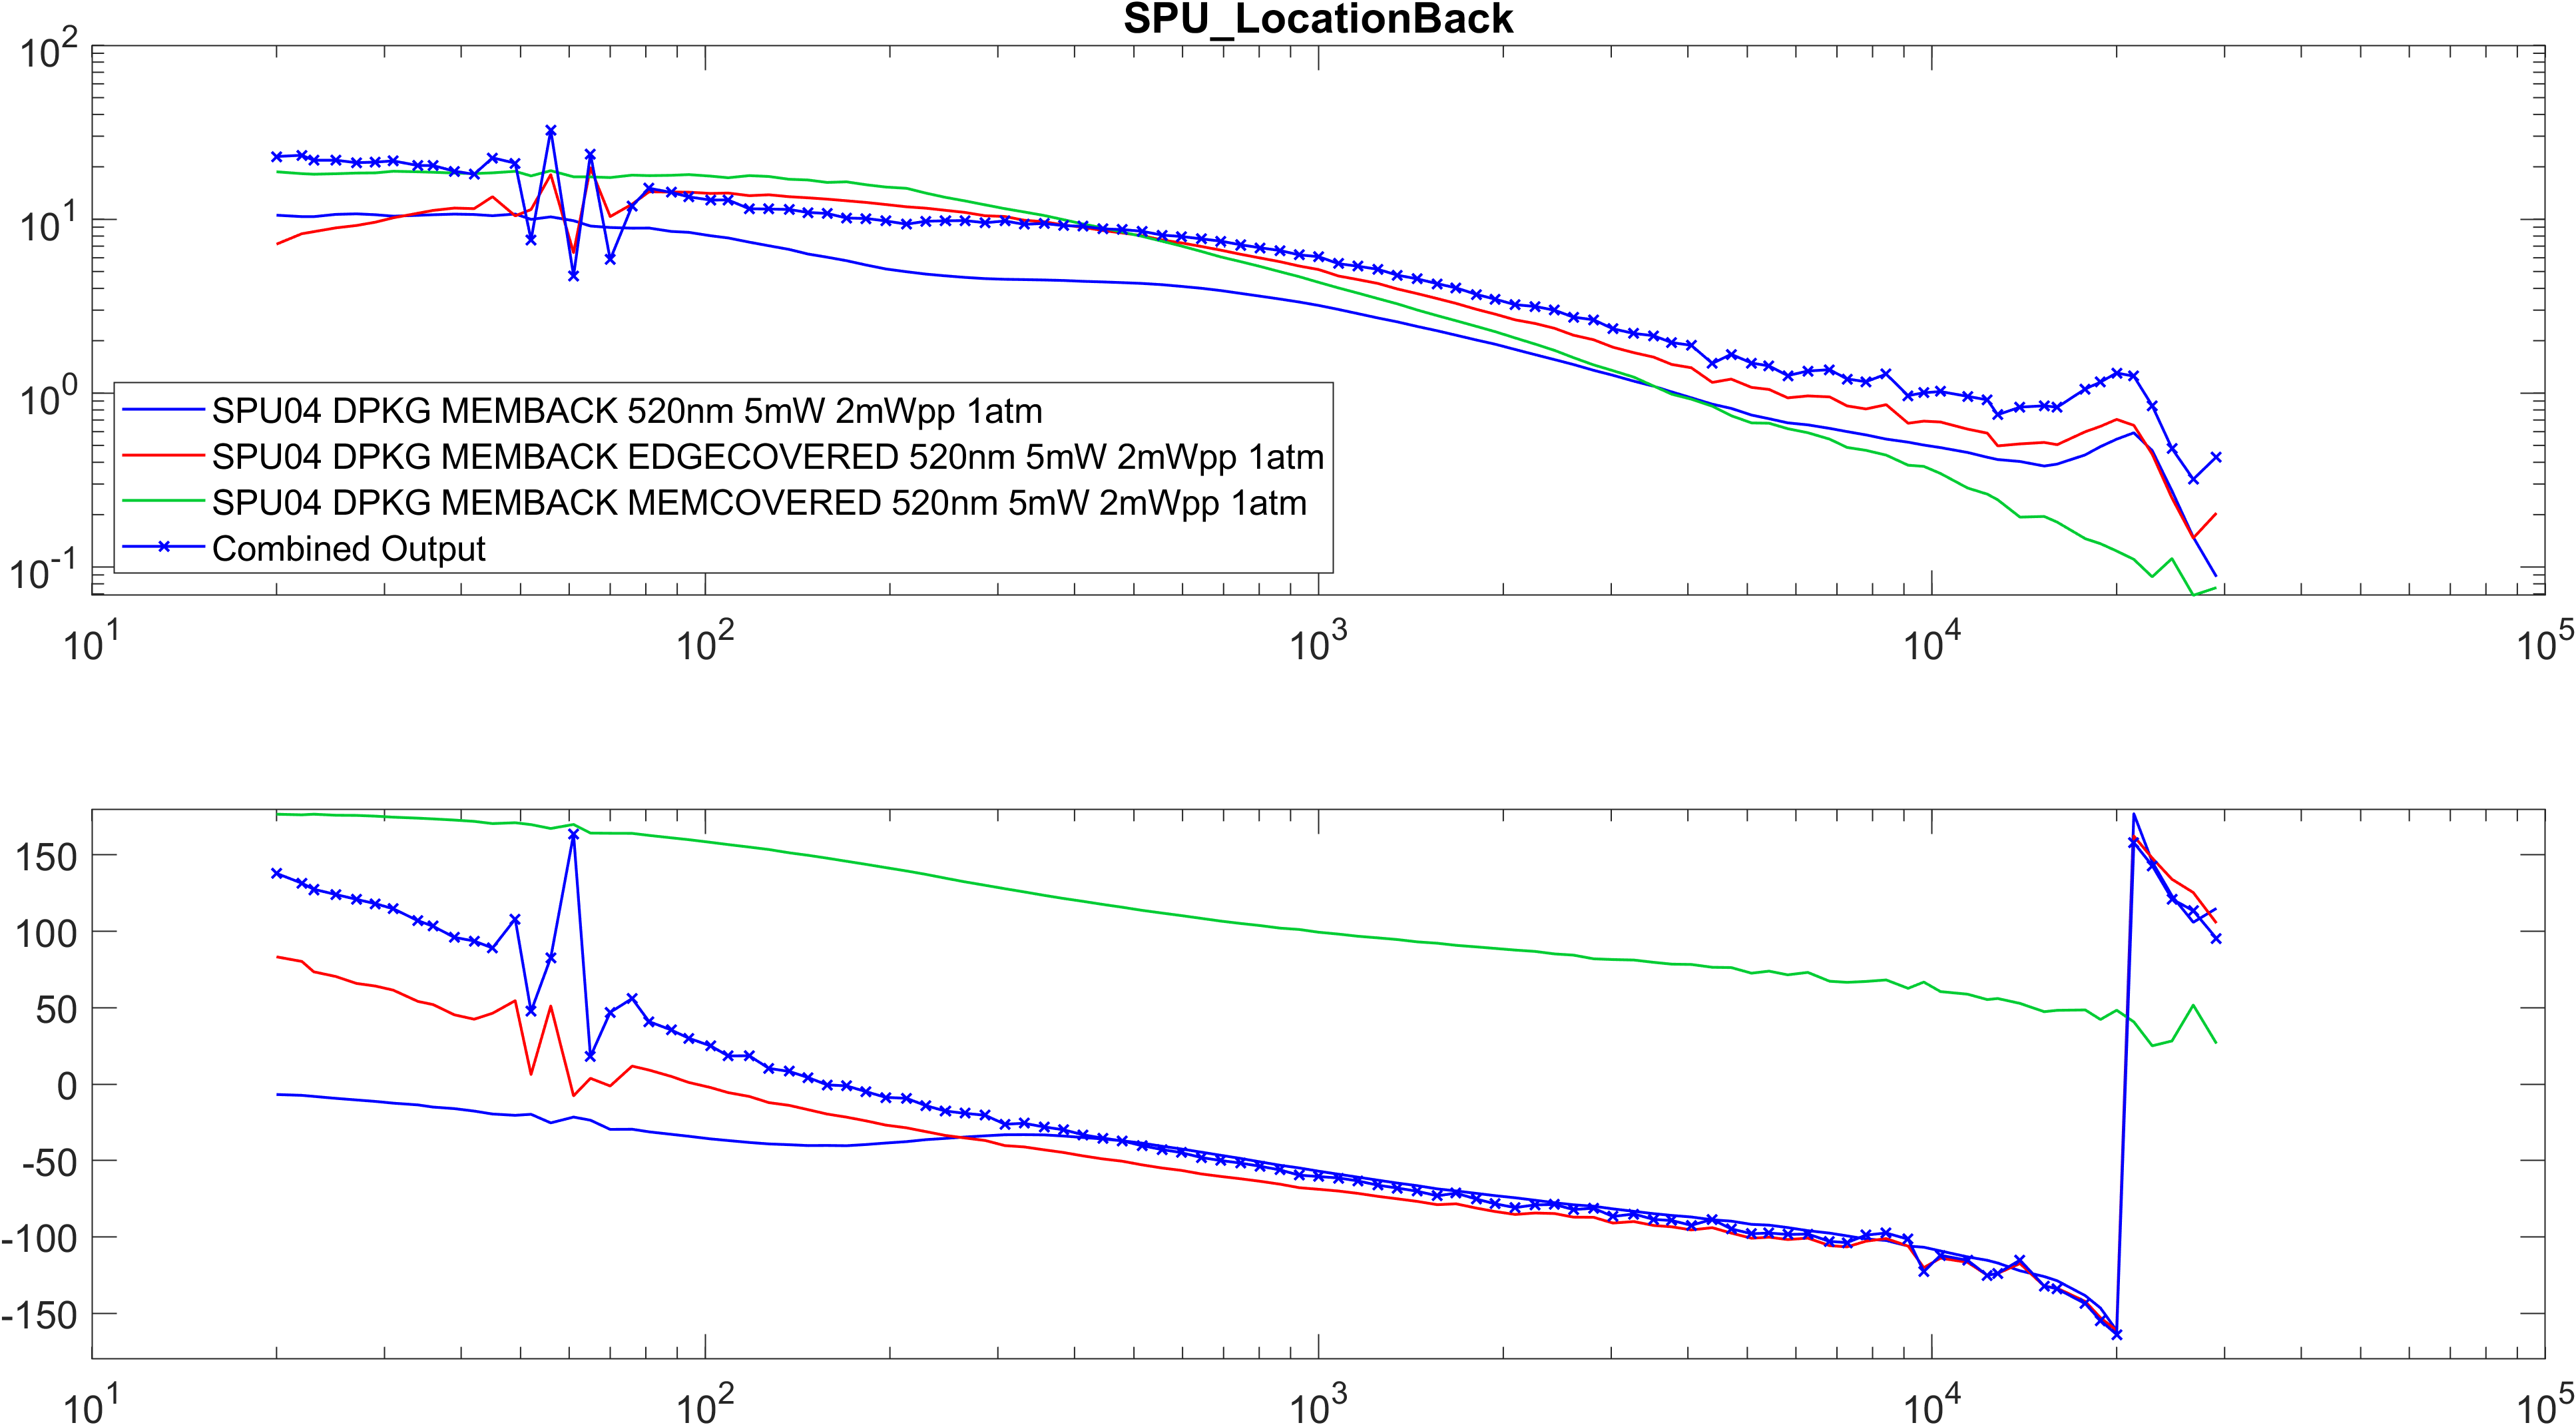 SPU_LocationBack
10^2
10^1
10^0
10^-1
SPU04 DPKG MEMBACK 520nm 5mW 2mWpp 1atm
SPU04 DPKG MEMBACK EDGECOVERED 520nm 5mW 2mWpp 1atm
SPU04 DPKG MEMBACK MEMCOVERED 520nm 5mW 2mWpp 1atm
Combined Output
10^1 10^2 10^3 10^4 10^5
150
100
50
0
-50
-100
-150
10^1 10^2 10^3 10^4 10^5